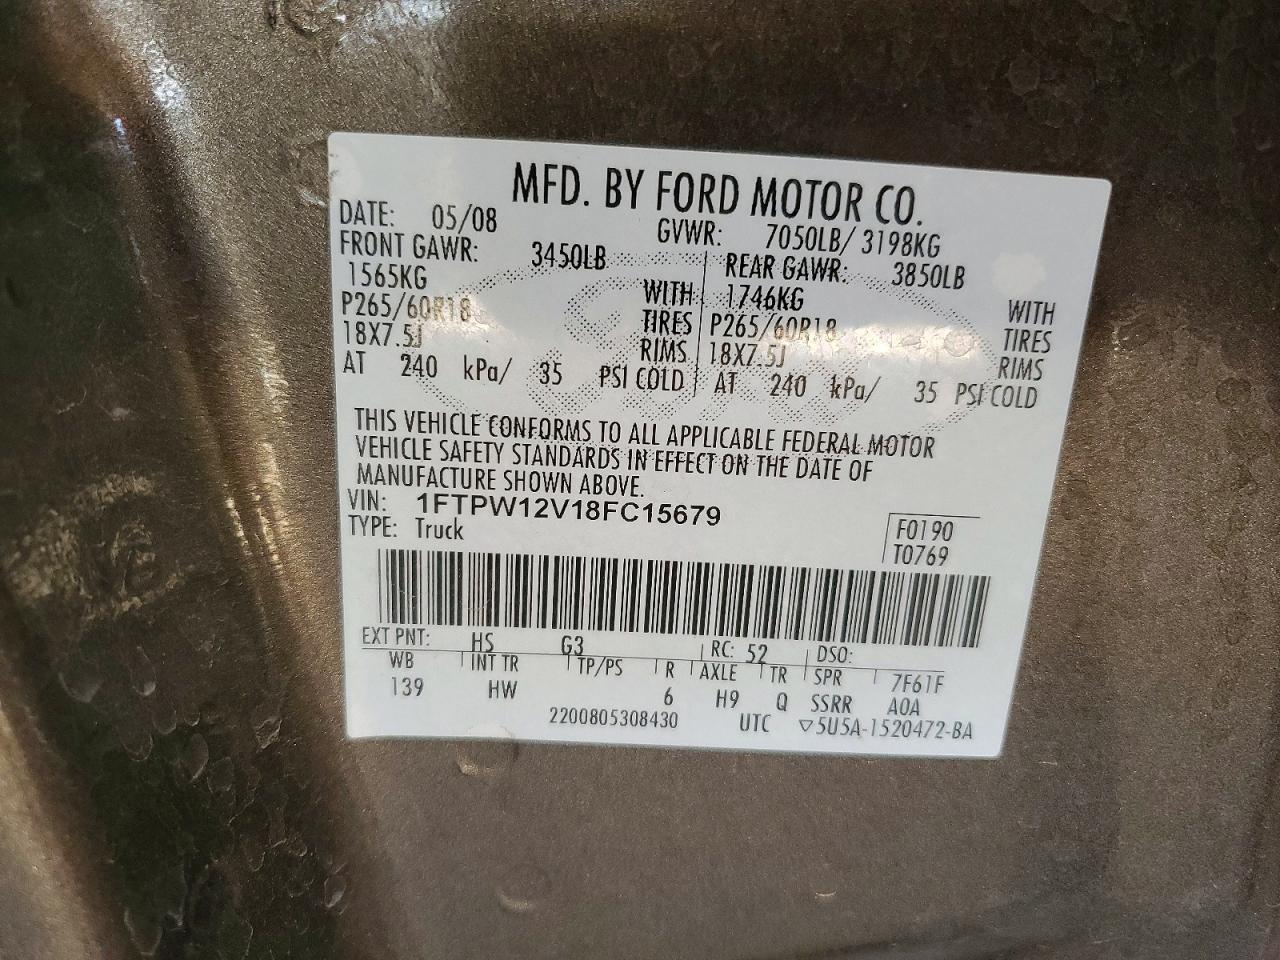 MFD. BY FORD MOTOR CO.
DATE: 05/08 GVWR: 7050LB/ 3198KG
FRONT GAWR: 3450LB REAR GAWR: 3850LB
1565KG WITH 1746KG WITH
P265/60R18 TIRES P265/60R18 TIRES
18X7.5J RIMS 18X7.5J RIMS
AT 240 kPa/ 35 PSI COLD AT 240 kPa/ 35 PSI COLD
THIS VEHICLE CONFORMS TO ALL APPLICABLE FEDERAL MOTOR
VEHICLE SAFETY STANDARDS IN EFFECT ON THE DATE OF
MANUFACTURE SHOWN ABOVE.
VIN: 1FTPW12V18FC15679
TYPE: Truck F0190
T0769
EXT PNT: HS G3 RC: 52 DSO:
WB INT TR TP/PS R AXLE TR SPR 7F61F
139 HW 6 H9 Q SSRR A0A
2200805308430 UTC ▽5U5A-1520472-BA